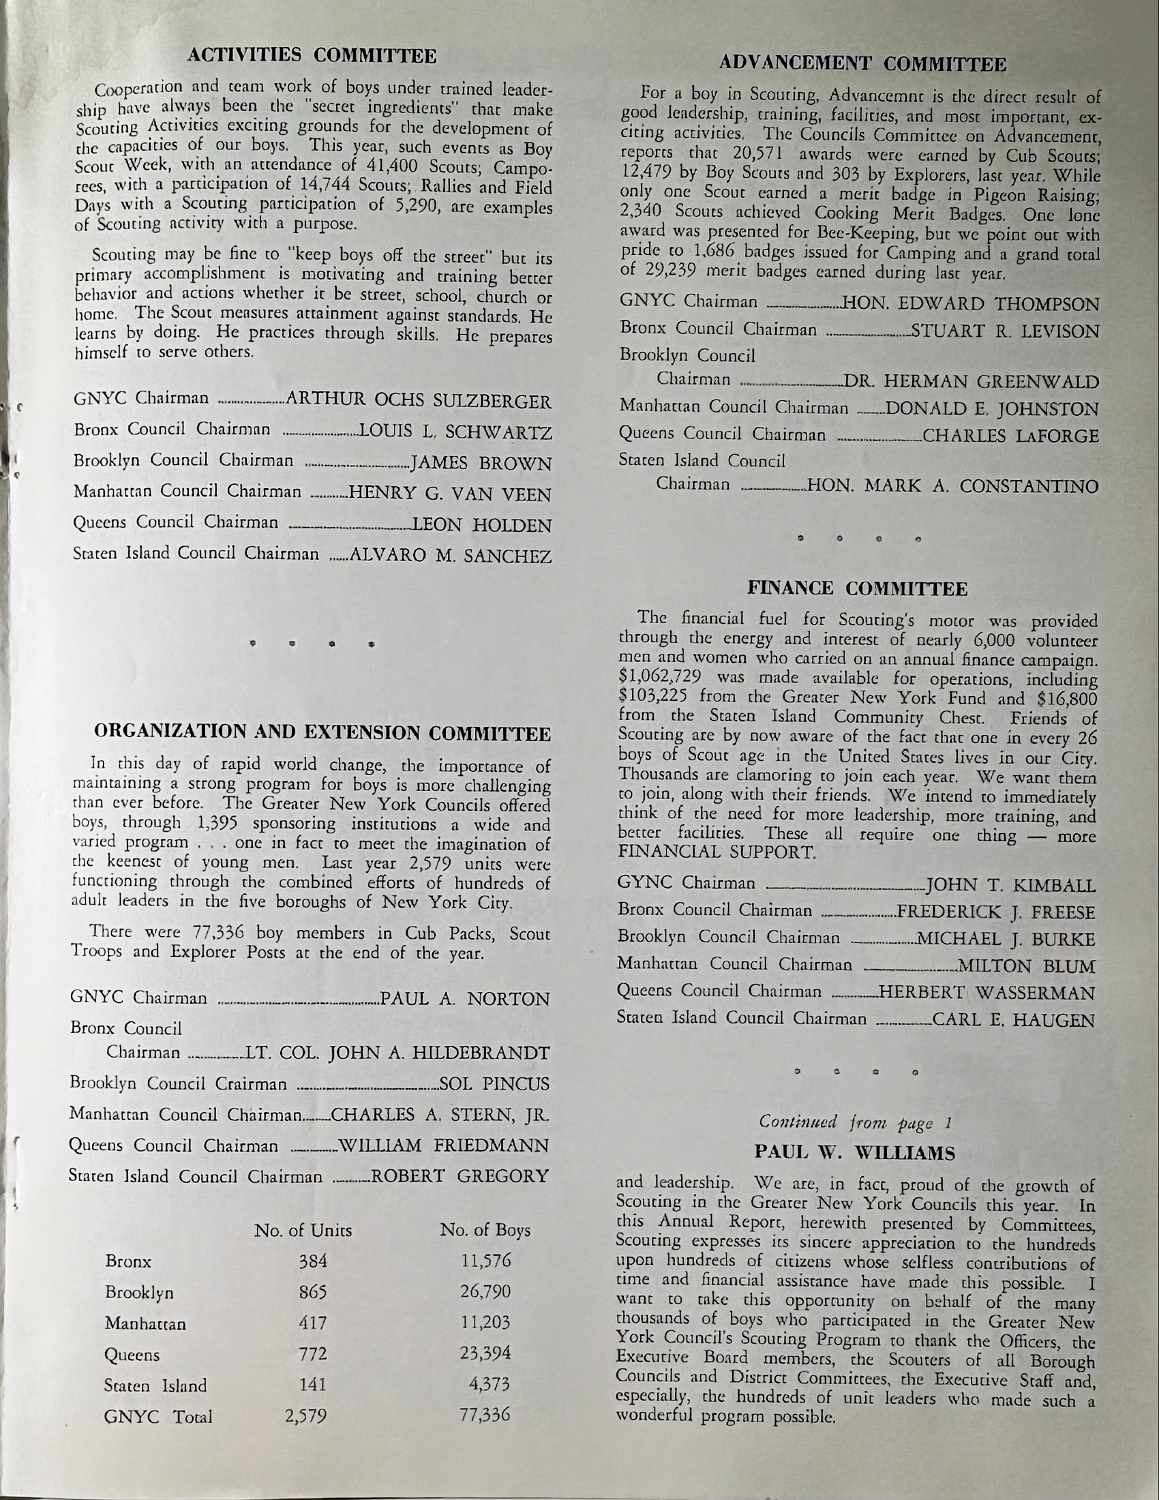 ACTIVITIES COMMITTEE
Cooperation and team work of boys under trained leader-
ship have always been the "secret ingredients" that make
Scouting Activities exciting grounds for the development of
the capacities of our boys. This year, such events as Boy
Scout Week, with an attendance of 41,400 Scouts; Campo-
rees, with a participation of 14,744 Scouts; Rallies and Field
Days with a Scouting participation of 5,290, are examples
of Scouting activity with a purpose.
Scouting may be fine to "keep boys off the street" but its
primary accomplishment is motivating and training better
behavior and actions whether it be street, school, church or
home. The Scout measures attainment against standards. He
learns by doing. He practices through skills. He prepares
himself to serve others.
GNYC Chairman ....................ARTHUR OCHS SULZBERGER
Bronx Council Chairman ......................LOUIS L. SCHWARTZ
Brooklyn Council Chairman ..............................JAMES BROWN
Manhattan Council Chairman ...........HENRY G. VAN VEEN
Queens Council Chairman ....................................LEON HOLDEN
Staten Island Council Chairman ......ALVARO M. SANCHEZ
ORGANIZATION AND EXTENSION COMMITTEE
In this day of rapid world change, the importance of
maintaining a strong program for boys is more challenging
than ever before. The Greater New York Councils offered
boys, through 1,395 sponsoring institutions a wide and
varied program . . . one in fact to meet the imagination of
the keenest of young men. Last year 2,579 units were
functioning through the combined efforts of hundreds of
adult leaders in the five boroughs of New York City.
There were 77,336 boy members in Cub Packs, Scout
Troops and Explorer Posts at the end of the year.
GNYC Chairman ................................................PAUL A. NORTON
Bronx Council
Chairman .................LT. COL. JOHN A. HILDEBRANDT
Brooklyn Council Crairman ..........................................SOL PINCUS
Manhattan Council Chairman........CHARLES A. STERN, JR.
Queens Council Chairman ..............WILLIAM FRIEDMANN
Staten Island Council Chairman ...........ROBERT GREGORY
No. of Units No. of Boys
Bronx 384 11,576
Brooklyn 865 26,790
Manhattan 417 11,203
Queens 772 23,394
Staten Island 141 4,373
GNYC Total 2,579 77,336
ADVANCEMENT COMMITTEE
For a boy in Scouting, Advancemnt is the direct result of
good leadership, training, facilities, and most important, ex-
citing activities. The Councils Committee on Advancement,
reports that 20,571 awards were earned by Cub Scouts;
12,479 by Boy Scouts and 303 by Explorers, last year. While
only one Scout earned a merit badge in Pigeon Raising;
2,340 Scouts achieved Cooking Merit Badges. One lone
award was presented for Bee-Keeping, but we point out with
pride to 1,686 badges issued for Camping and a grand total
of 29,239 merit badges earned during last year.
GNYC Chairman ......................HON. EDWARD THOMPSON
Bronx Council Chairman .........................STUART R. LEVISON
Brooklyn Council
Chairman ..............................DR. HERMAN GREENWALD
Manhattan Council Chairman ........DONALD E. JOHNSTON
Queens Council Chairman .........................CHARLES LAFORGE
Staten Island Council
Chairman ...................HON. MARK A. CONSTANTINO
FINANCE COMMITTEE
The financial fuel for Scouting's motor was provided
through the energy and interest of nearly 6,000 volunteer
men and women who carried on an annual finance campaign.
$1,062,729 was made available for operations, including
$103,225 from the Greater New York Fund and $16,800
from the Staten Island Community Chest. Friends of
Scouting are by now aware of the fact that one in every 26
boys of Scout age in the United States lives in our City.
Thousands are clamoring to join each year. We want them
to join, along with their friends. We intend to immediately
think of the need for more leadership, more training, and
better facilities. These all require one thing — more
FINANCIAL SUPPORT.
GYNC Chairman ...............................................JOHN T. KIMBALL
Bronx Council Chairman ......................FREDERICK J. FREESE
Brooklyn Council Chairman ...................MICHAEL J. BURKE
Manhattan Council Chairman ............................MILTON BLUM
Queens Council Chairman ..............HERBERT WASSERMAN
Staten Island Council Chairman ................CARL E. HAUGEN
Continued from page 1
PAUL W. WILLIAMS
and leadership. We are, in fact, proud of the growth of
Scouting in the Greater New York Councils this year. In
this Annual Report, herewith presented by Committees,
Scouting expresses its sincere appreciation to the hundreds
upon hundreds of citizens whose selfless contributions of
time and financial assistance have made this possible. I
want to take this opportunity on behalf of the many
thousands of boys who participated in the Greater New
York Council's Scouting Program to thank the Officers, the
Executive Board members, the Scouters of all Borough
Councils and District Committees, the Executive Staff and,
especially, the hundreds of unit leaders who made such a
wonderful program possible.